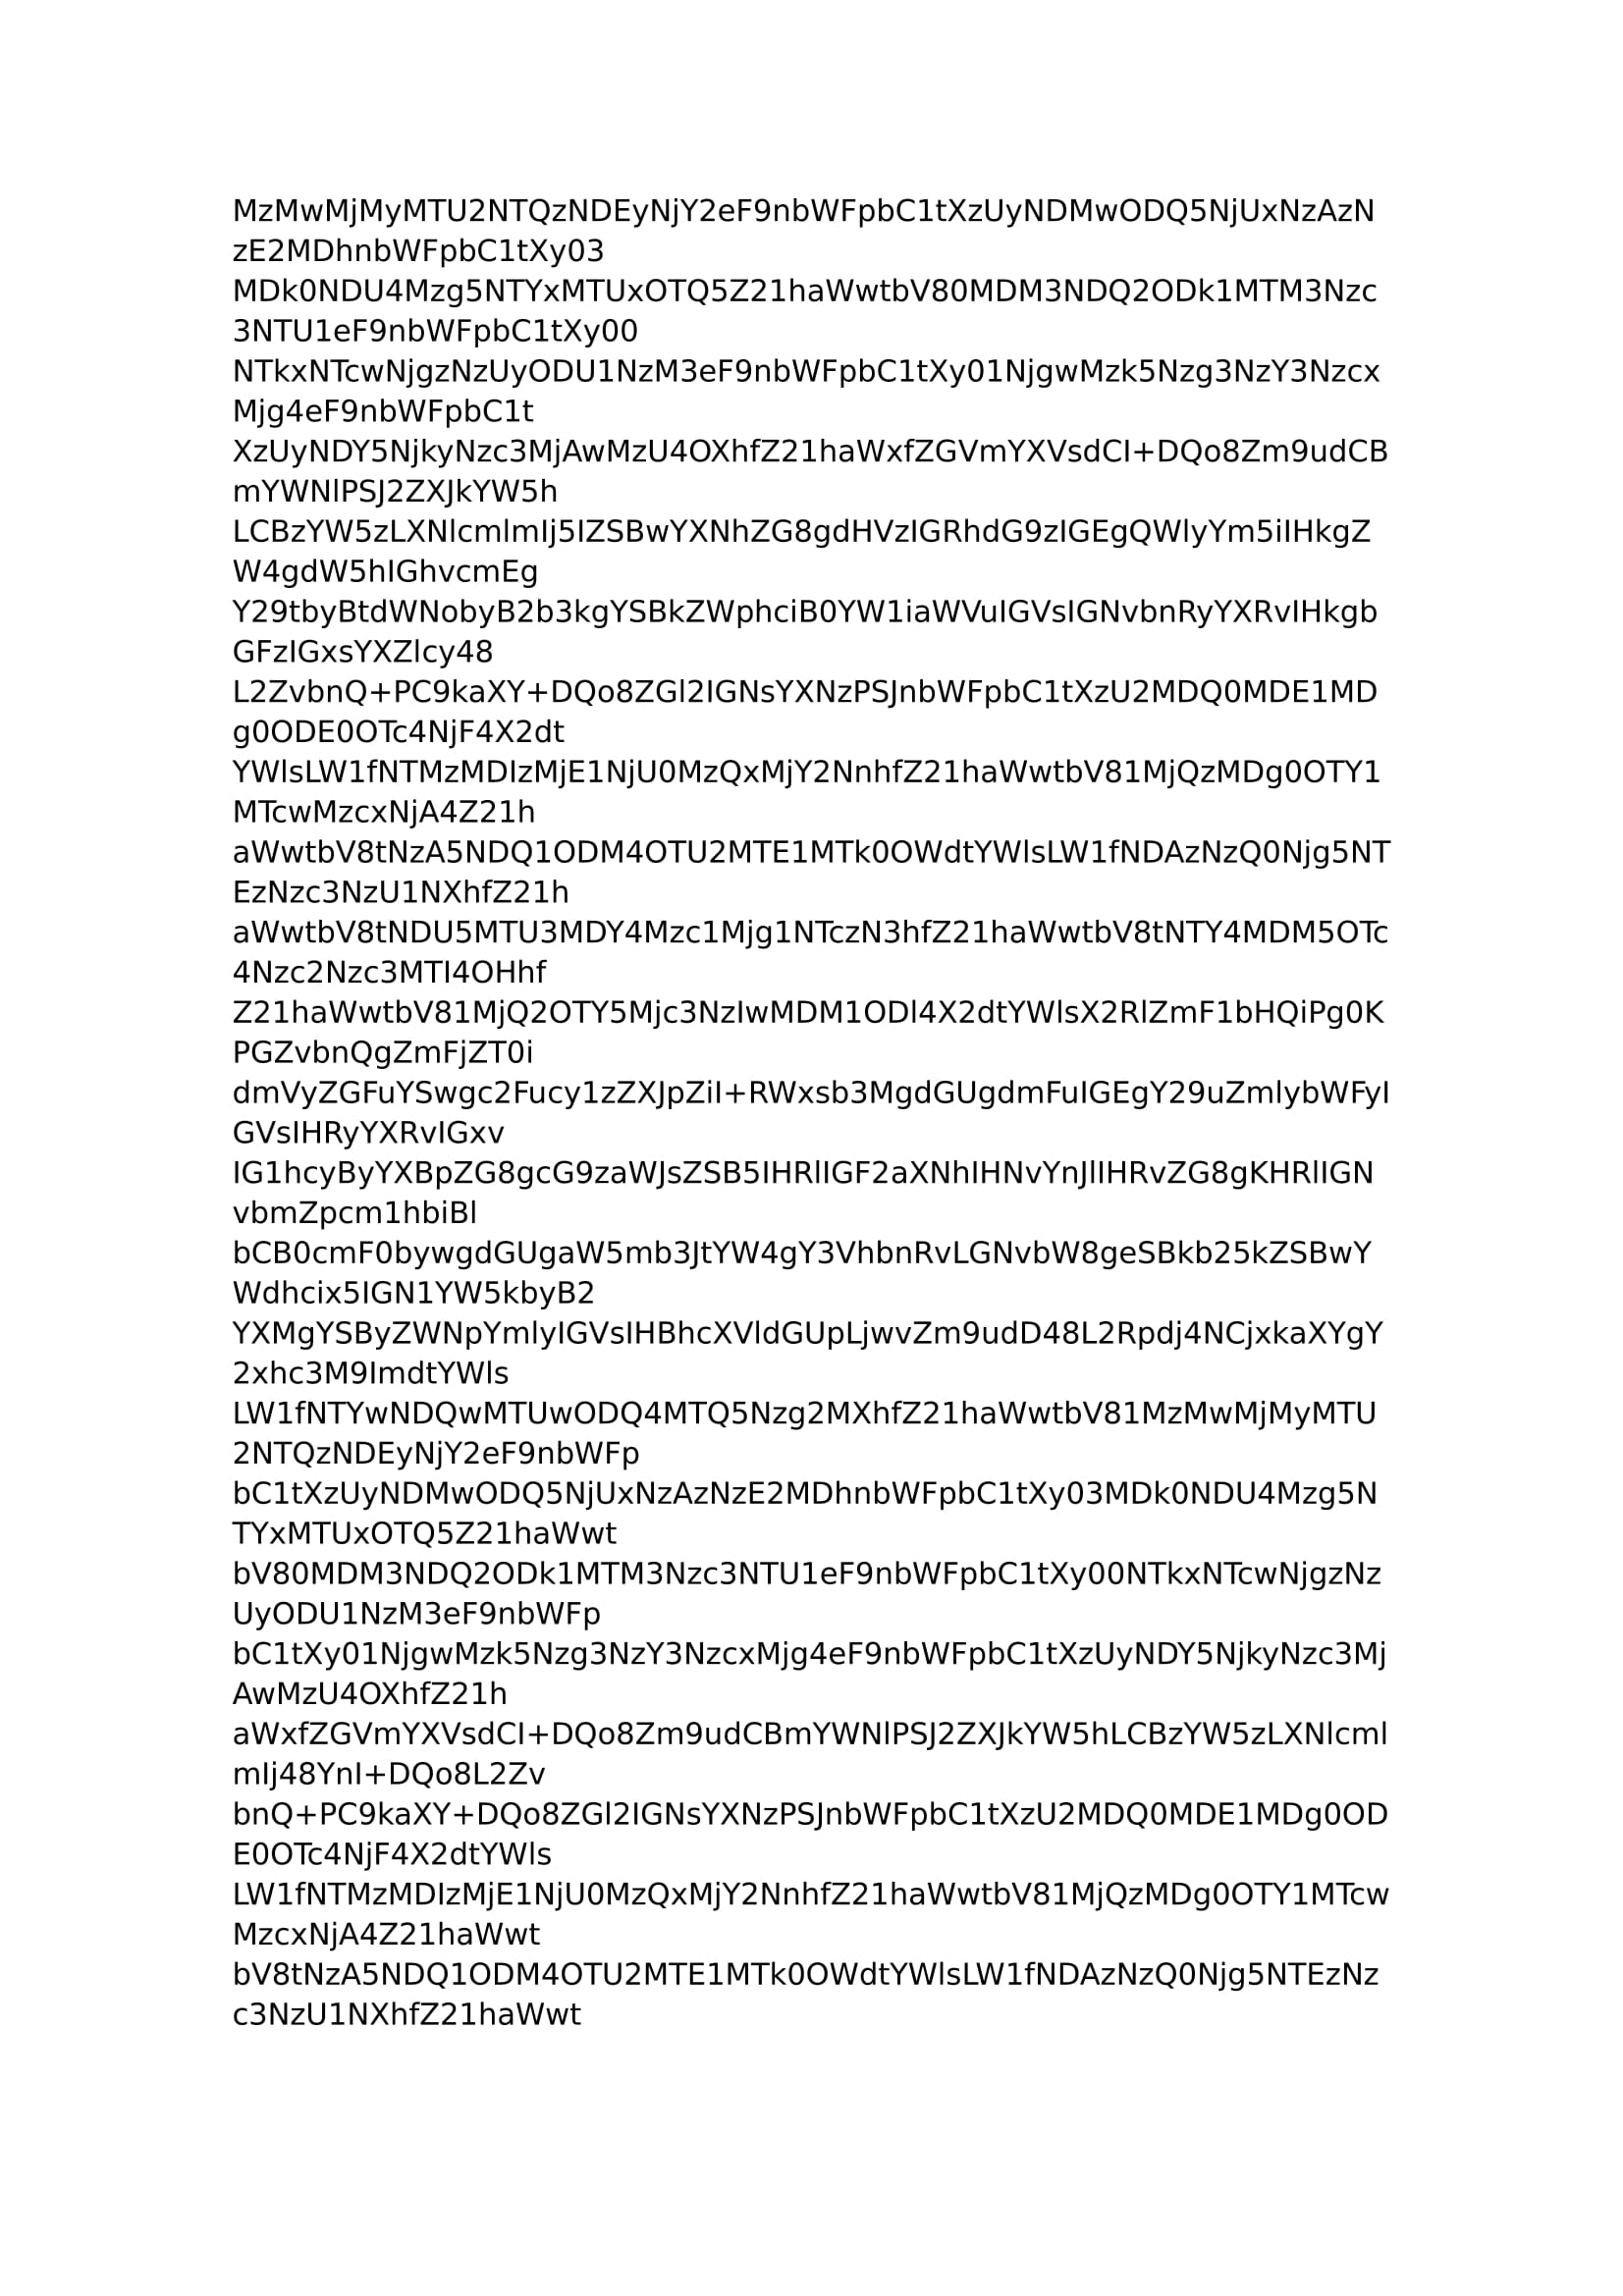 MzMwMjMyMTU2NTQzNDEyNjY2eF9nbWFpbC1tXzUyNDMwODQ5NjUxNzAzN
zE2MDhnbWFpbC1tXy03
MDk0NDU4Mzg5NTYxMTUxOTQ5Z21haWwtbV80MDM3NDQ2ODk1MTM3Nzc
3NTU1eF9nbWFpbC1tXy00
NTkxNTcwNjgzNzUyODU1NzM3eF9nbWFpbC1tXy01NjgwMzk5Nzg3NzY3Nzcx
Mjg4eF9nbWFpbC1t
XzUyNDY5NjkyNzc3MjAwMzU4OXhfZ21haWxfZGVmYXVsdCI+DQo8Zm9udCB
mYWNlPSJ2ZXJkYW5h
LCBzYW5zLXNlcmlmIj5IZSBwYXNhZG8gdHVzIGRhdG9zIGEgQWlyYm5iIHkgZ
W4gdW5hIGhvcmEg
Y29tbyBtdWNobyB2b3kgYSBkZWphciB0YW1iaWVuIGVsIGNvbnRyYXRvIHkgb
GFzIGxsYXZlcy48
L2ZvbnQ+PC9kaXY+DQo8ZGl2IGNsYXNzPSJnbWFpbC1tXzU2MDQ0MDE1MD
g0ODE0OTc4NjF4X2dt
YWlsLW1fNTMzMDIzMjE1NjU0MzQxMjY2NnhfZ21haWwtbV81MjQzMDg0OTY1
MTcwMzcxNjA4Z21h
aWwtbV8tNzA5NDQ1ODM4OTU2MTE1MTk0OWdtYWlsLW1fNDAzNzQ0Njg5NT
EzNzc3NzU1NXhfZ21h
aWwtbV8tNDU5MTU3MDY4Mzc1Mjg1NTczN3hfZ21haWwtbV8tNTY4MDM5OTc
4Nzc2Nzc3MTI4OHhf
Z21haWwtbV81MjQ2OTY5Mjc3NzIwMDM1ODl4X2dtYWlsX2RlZmF1bHQiPg0K
PGZvbnQgZmFjZT0i
dmVyZGFuYSwgc2Fucy1zZXJpZiI+RWxsb3MgdGUgdmFuIGEgY29uZmlybWFyI
GVsIHRyYXRvIGxv
IG1hcyByYXBpZG8gcG9zaWJsZSB5IHRlIGF2aXNhIHNvYnJlIHRvZG8gKHRlIGN
vbmZpcm1hbiBl
bCB0cmF0bywgdGUgaW5mb3JtYW4gY3VhbnRvLGNvbW8geSBkb25kZSBwY
Wdhcix5IGN1YW5kbyB2
YXMgYSByZWNpYmlyIGVsIHBhcXVldGUpLjwvZm9udD48L2Rpdj4NCjxkaXYgY
2xhc3M9ImdtYWls
LW1fNTYwNDQwMTUwODQ4MTQ5Nzg2MXhfZ21haWwtbV81MzMwMjMyMTU
2NTQzNDEyNjY2eF9nbWFp
bC1tXzUyNDMwODQ5NjUxNzAzNzE2MDhnbWFpbC1tXy03MDk0NDU4Mzg5N
TYxMTUxOTQ5Z21haWwt
bV80MDM3NDQ2ODk1MTM3Nzc3NTU1eF9nbWFpbC1tXy00NTkxNTcwNjgzNz
UyODU1NzM3eF9nbWFp
bC1tXy01NjgwMzk5Nzg3NzY3NzcxMjg4eF9nbWFpbC1tXzUyNDY5NjkyNzc3Mj
AwMzU4OXhfZ21h
aWxfZGVmYXVsdCI+DQo8Zm9udCBmYWNlPSJ2ZXJkYW5hLCBzYW5zLXNlcml
mIj48YnI+DQo8L2Zv
bnQ+PC9kaXY+DQo8ZGl2IGNsYXNzPSJnbWFpbC1tXzU2MDQ0MDE1MDg0OD
E0OTc4NjF4X2dtYWls
LW1fNTMzMDIzMjE1NjU0MzQxMjY2NnhfZ21haWwtbV81MjQzMDg0OTY1MTcw
MzcxNjA4Z21haWwt
bV8tNzA5NDQ1ODM4OTU2MTE1MTk0OWdtYWlsLW1fNDAzNzQ0Njg5NTEzNz
c3NzU1NXhfZ21haWwt